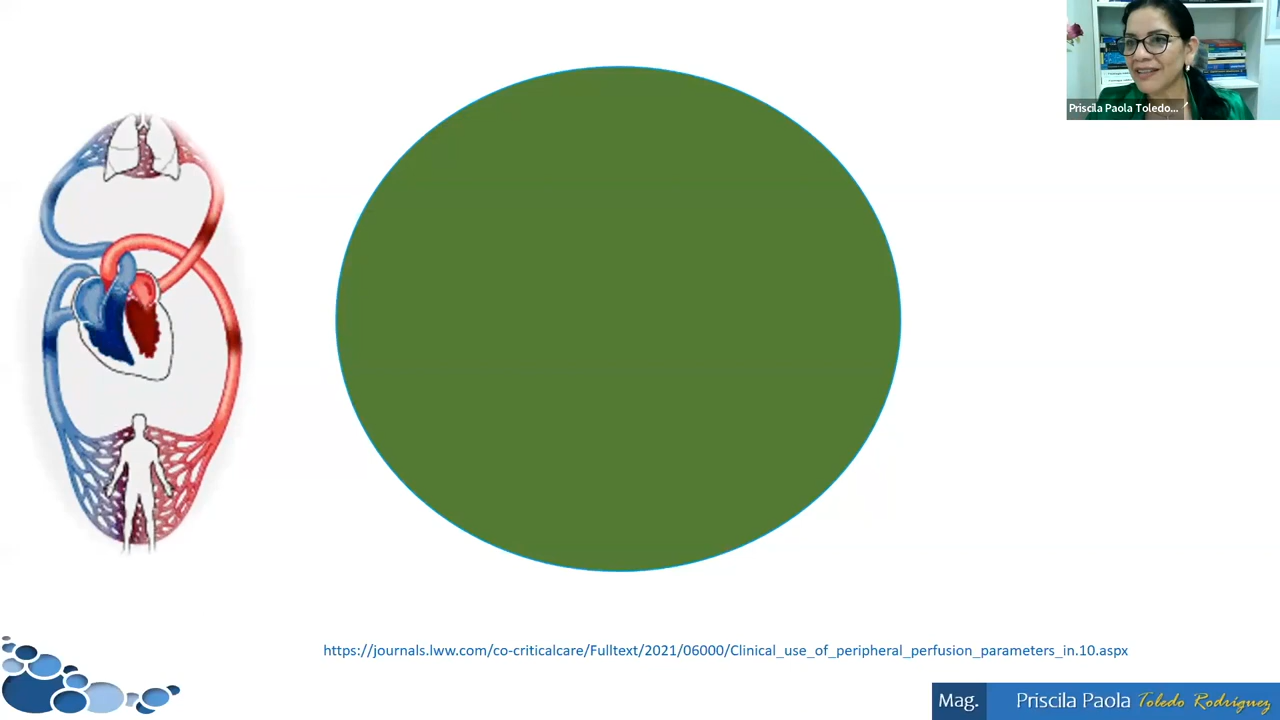 Priscila Paola Toledo...
https://journals.lww.com/co-criticalcare/Fulltext/2021/06000/Clinical_use_of_peripheral_perfusion_parameters_in.10.aspx
Mag. Priscila Paola Toledo Rodriguez